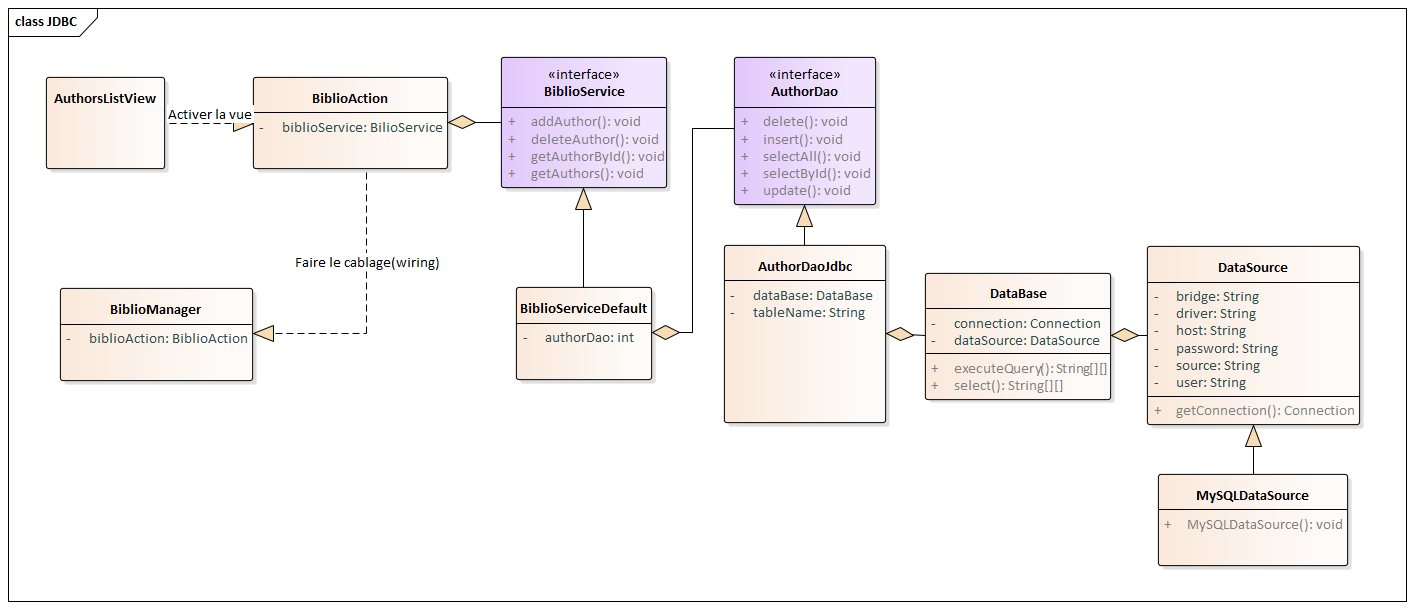 class JDBC
AuthorsListView
Activer la vue
BiblioAction
- biblioService: BilioService
«interface»
BiblioService
+ addAuthor(): void
+ deleteAuthor(): void
+ getAuthorById(): void
+ getAuthors(): void
«interface»
AuthorDao
+ delete(): void
+ insert(): void
+ selectAll(): void
+ selectById(): void
+ update(): void
Faire le cablage(wiring)
BiblioManager
- biblioAction: BiblioAction
BiblioServiceDefault
- authorDao: int
AuthorDaoJdbc
- dataBase: DataBase
- tableName: String
DataBase
- connection: Connection
- dataSource: DataSource
+ executeQuery(): String[][]
+ select(): String[][]
DataSource
- bridge: String
- driver: String
- host: String
- password: String
- source: String
- user: String
+ getConnection(): Connection
MySQLDataSource
+ MySQLDataSource(): void